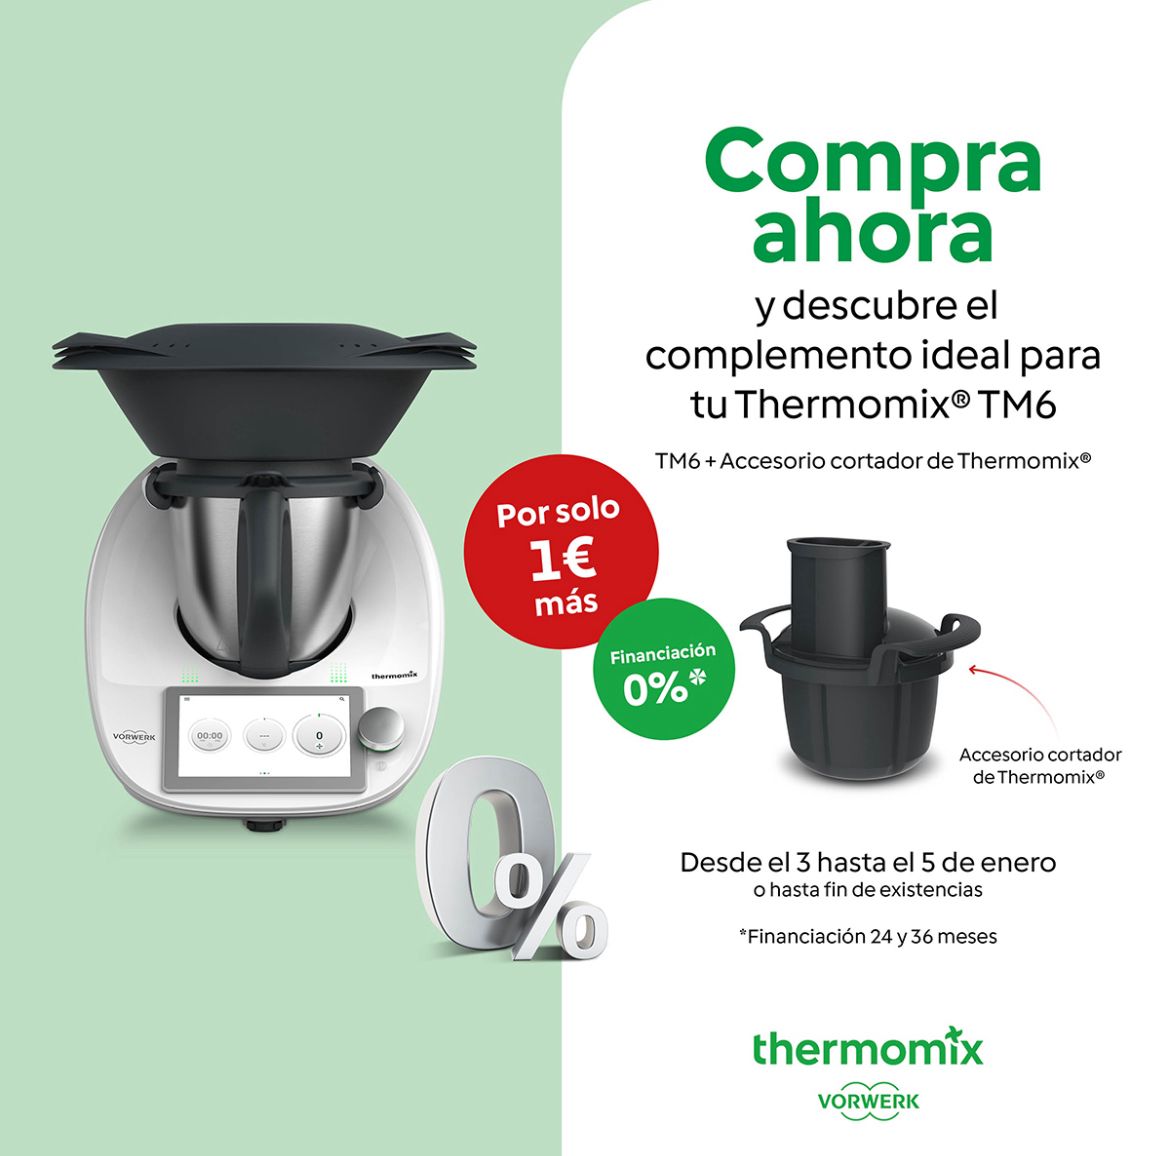 Compra
ahora
y descubre el
complemento ideal para
tu Thermomix® TM6
TM6 + Accesorio cortador de Thermomix®
Por solo
1€
más
Financiación
0%*
Accesorio cortador
de Thermomix®
thermomix
VORWERK
00:00
0
0%
Desde el 3 hasta el 5 de enero
o hasta fin de existencias
*Financiación 24 y 36 meses
thermomix
VORWERK